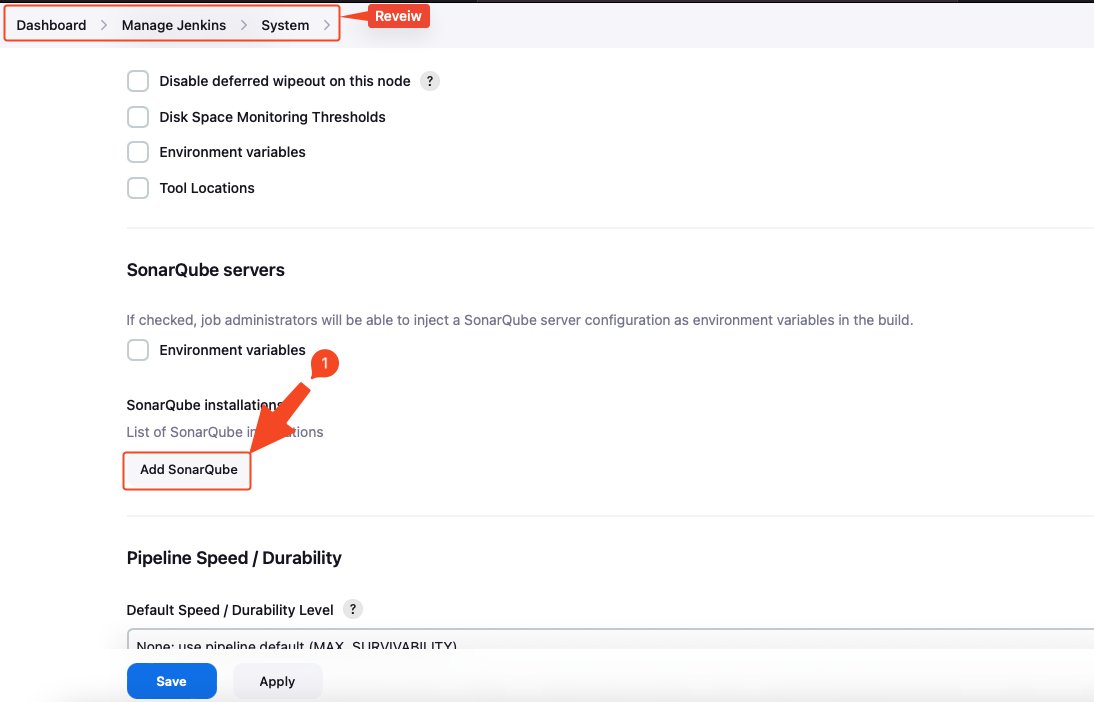 Dashboard > Manage Jenkins > System >
Reveiw
Disable deferred wipeout on this node ?
Disk Space Monitoring Thresholds
Environment variables
Tool Locations
SonarQube servers
If checked, job administrators will be able to inject a SonarQube server configuration as environment variables in the build.
Environment variables
1
SonarQube installations
List of SonarQube installations
Add SonarQube
Pipeline Speed / Durability
Default Speed / Durability Level ?
None: use pipeline default (MAX_SURVIVABILITY)
Save
Apply